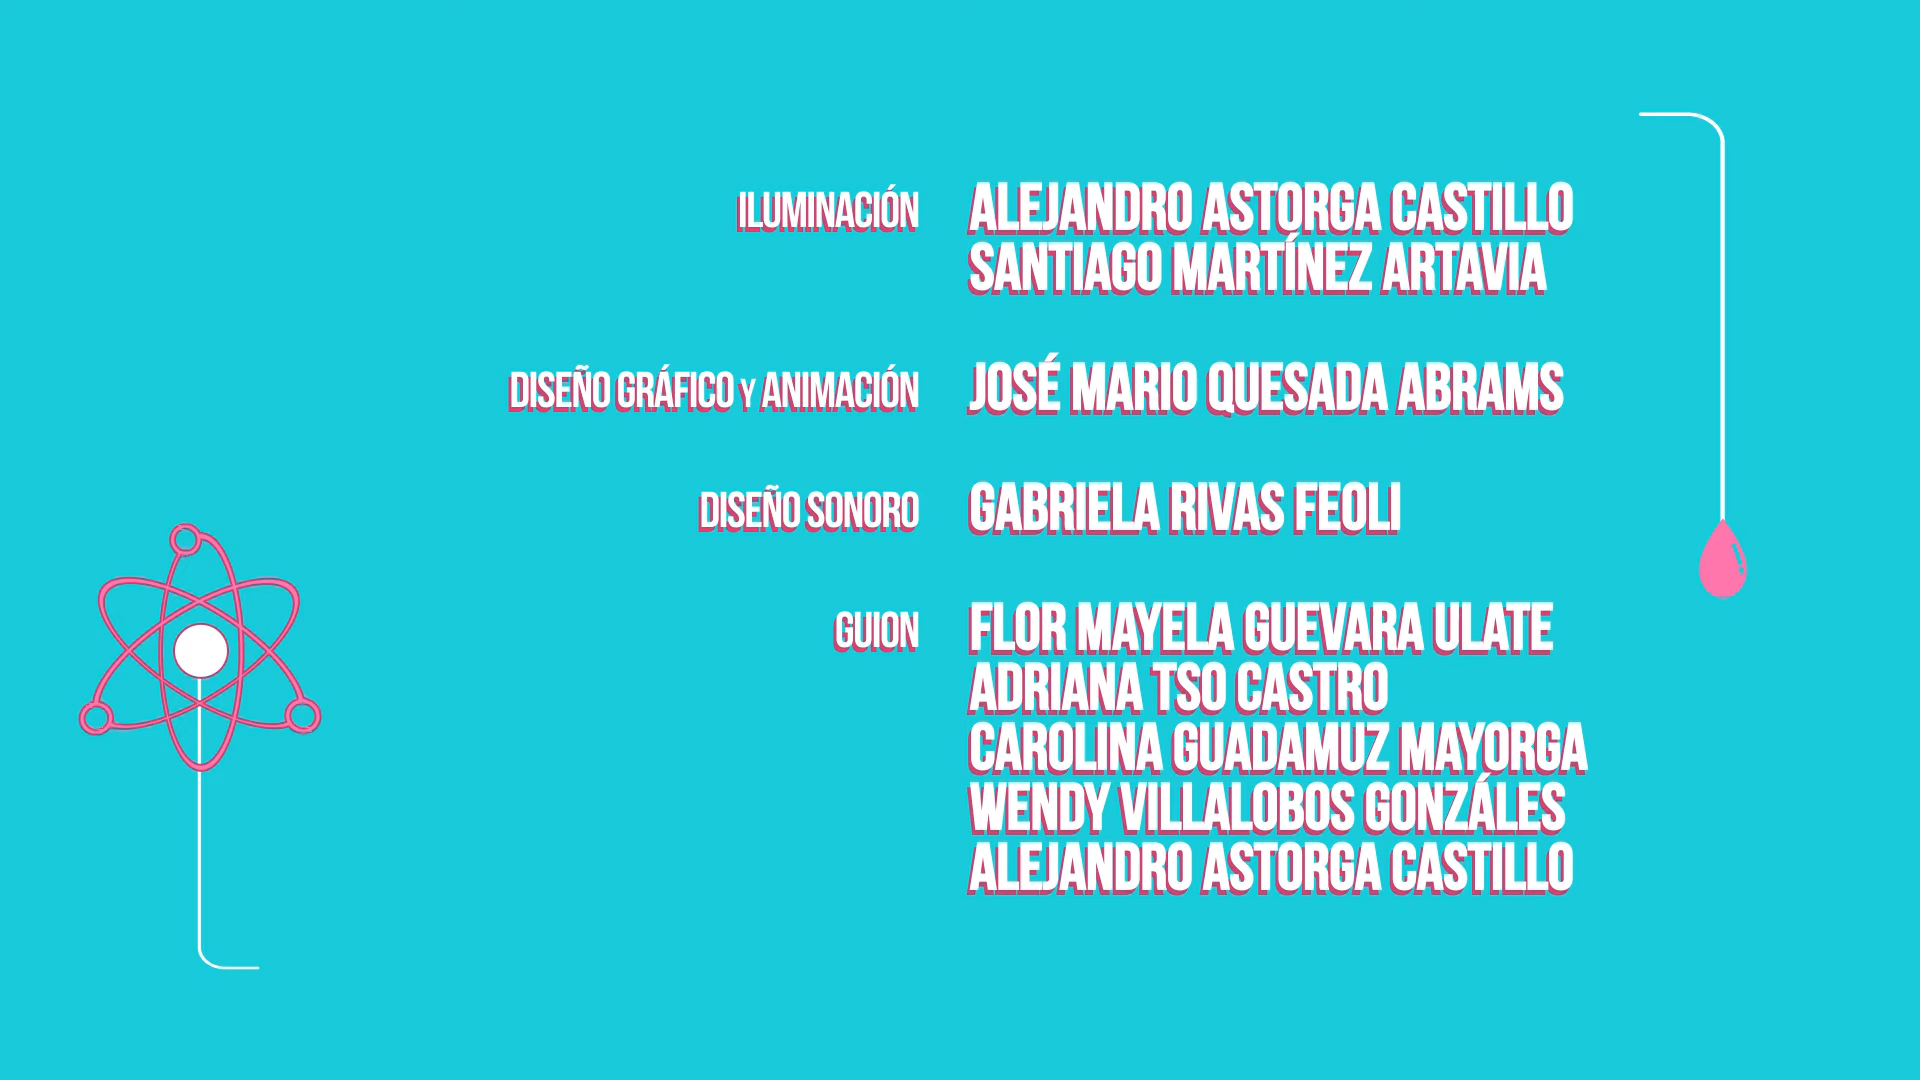 ILUMINACIÓN ALEJANDRO ASTORGA CASTILLO
SANTIAGO MARTÍNEZ ARTAVIA
DISEÑO GRÁFICO Y ANIMACIÓN JOSÉ MARIO QUESADA ABRAMS
DISEÑO SONORO GABRIELA RIVAS FEOLI
GUION FLOR MAYELA GUEVARA ULATE
ADRIANA TSO CASTRO
CAROLINA GUADAMUZ MAYORGA
WENDY VILLALOBOS GONZÁLES
ALEJANDRO ASTORGA CASTILLO